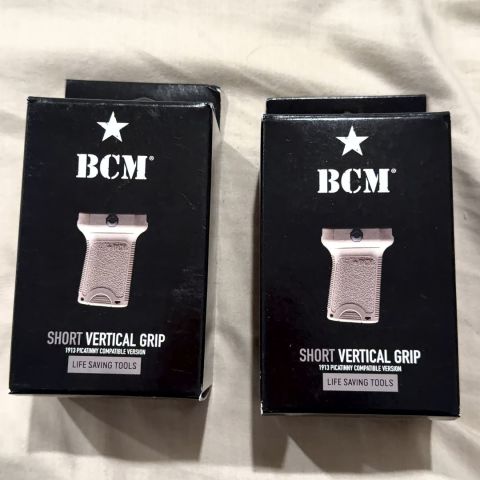 BCM®
SHORT VERTICAL GRIP
1913 PICATINNY COMPATIBLE VERSION
LIFE SAVING TOOLS
BCM®
SHORT VERTICAL GRIP
1913 PICATINNY COMPATIBLE VERSION
LIFE SAVING TOOLS